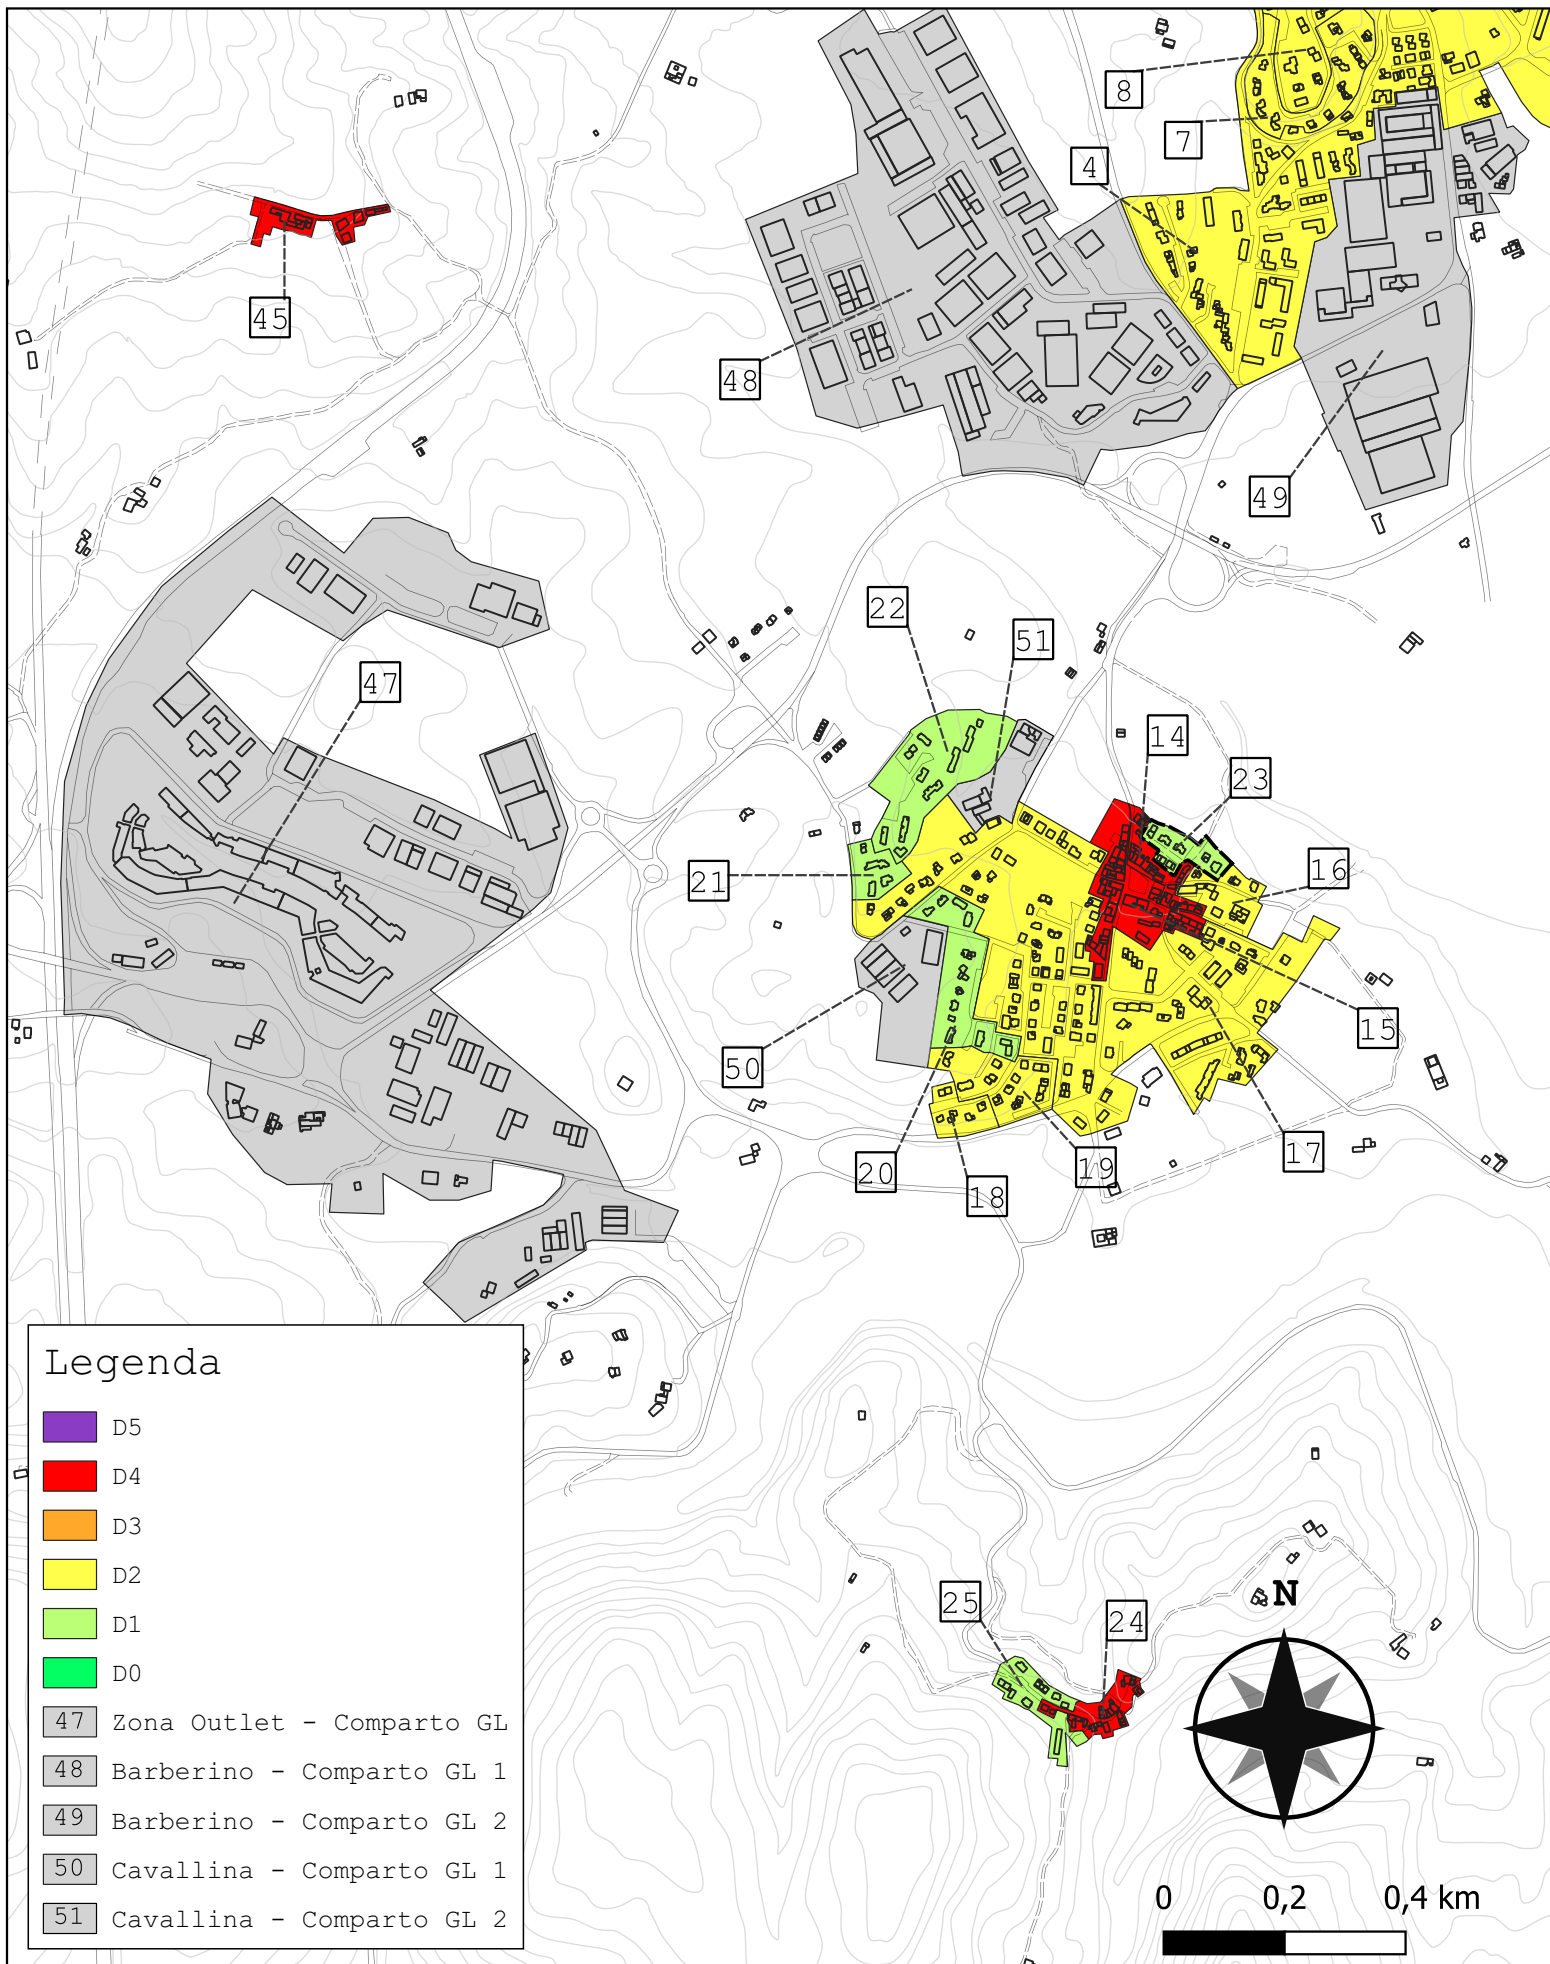 8
7
4
45
48
49
22
51
47
14
23
16
21
15
50
17
20
19
18
Legenda
D5
D4
D3
D2
D1
D0
47 Zona Outlet - Comparto GL
48 Barberino - Comparto GL 1
49 Barberino - Comparto GL 2
50 Cavallina - Comparto GL 1
51 Cavallina - Comparto GL 2
25
24
N
0 0,2 0,4 km